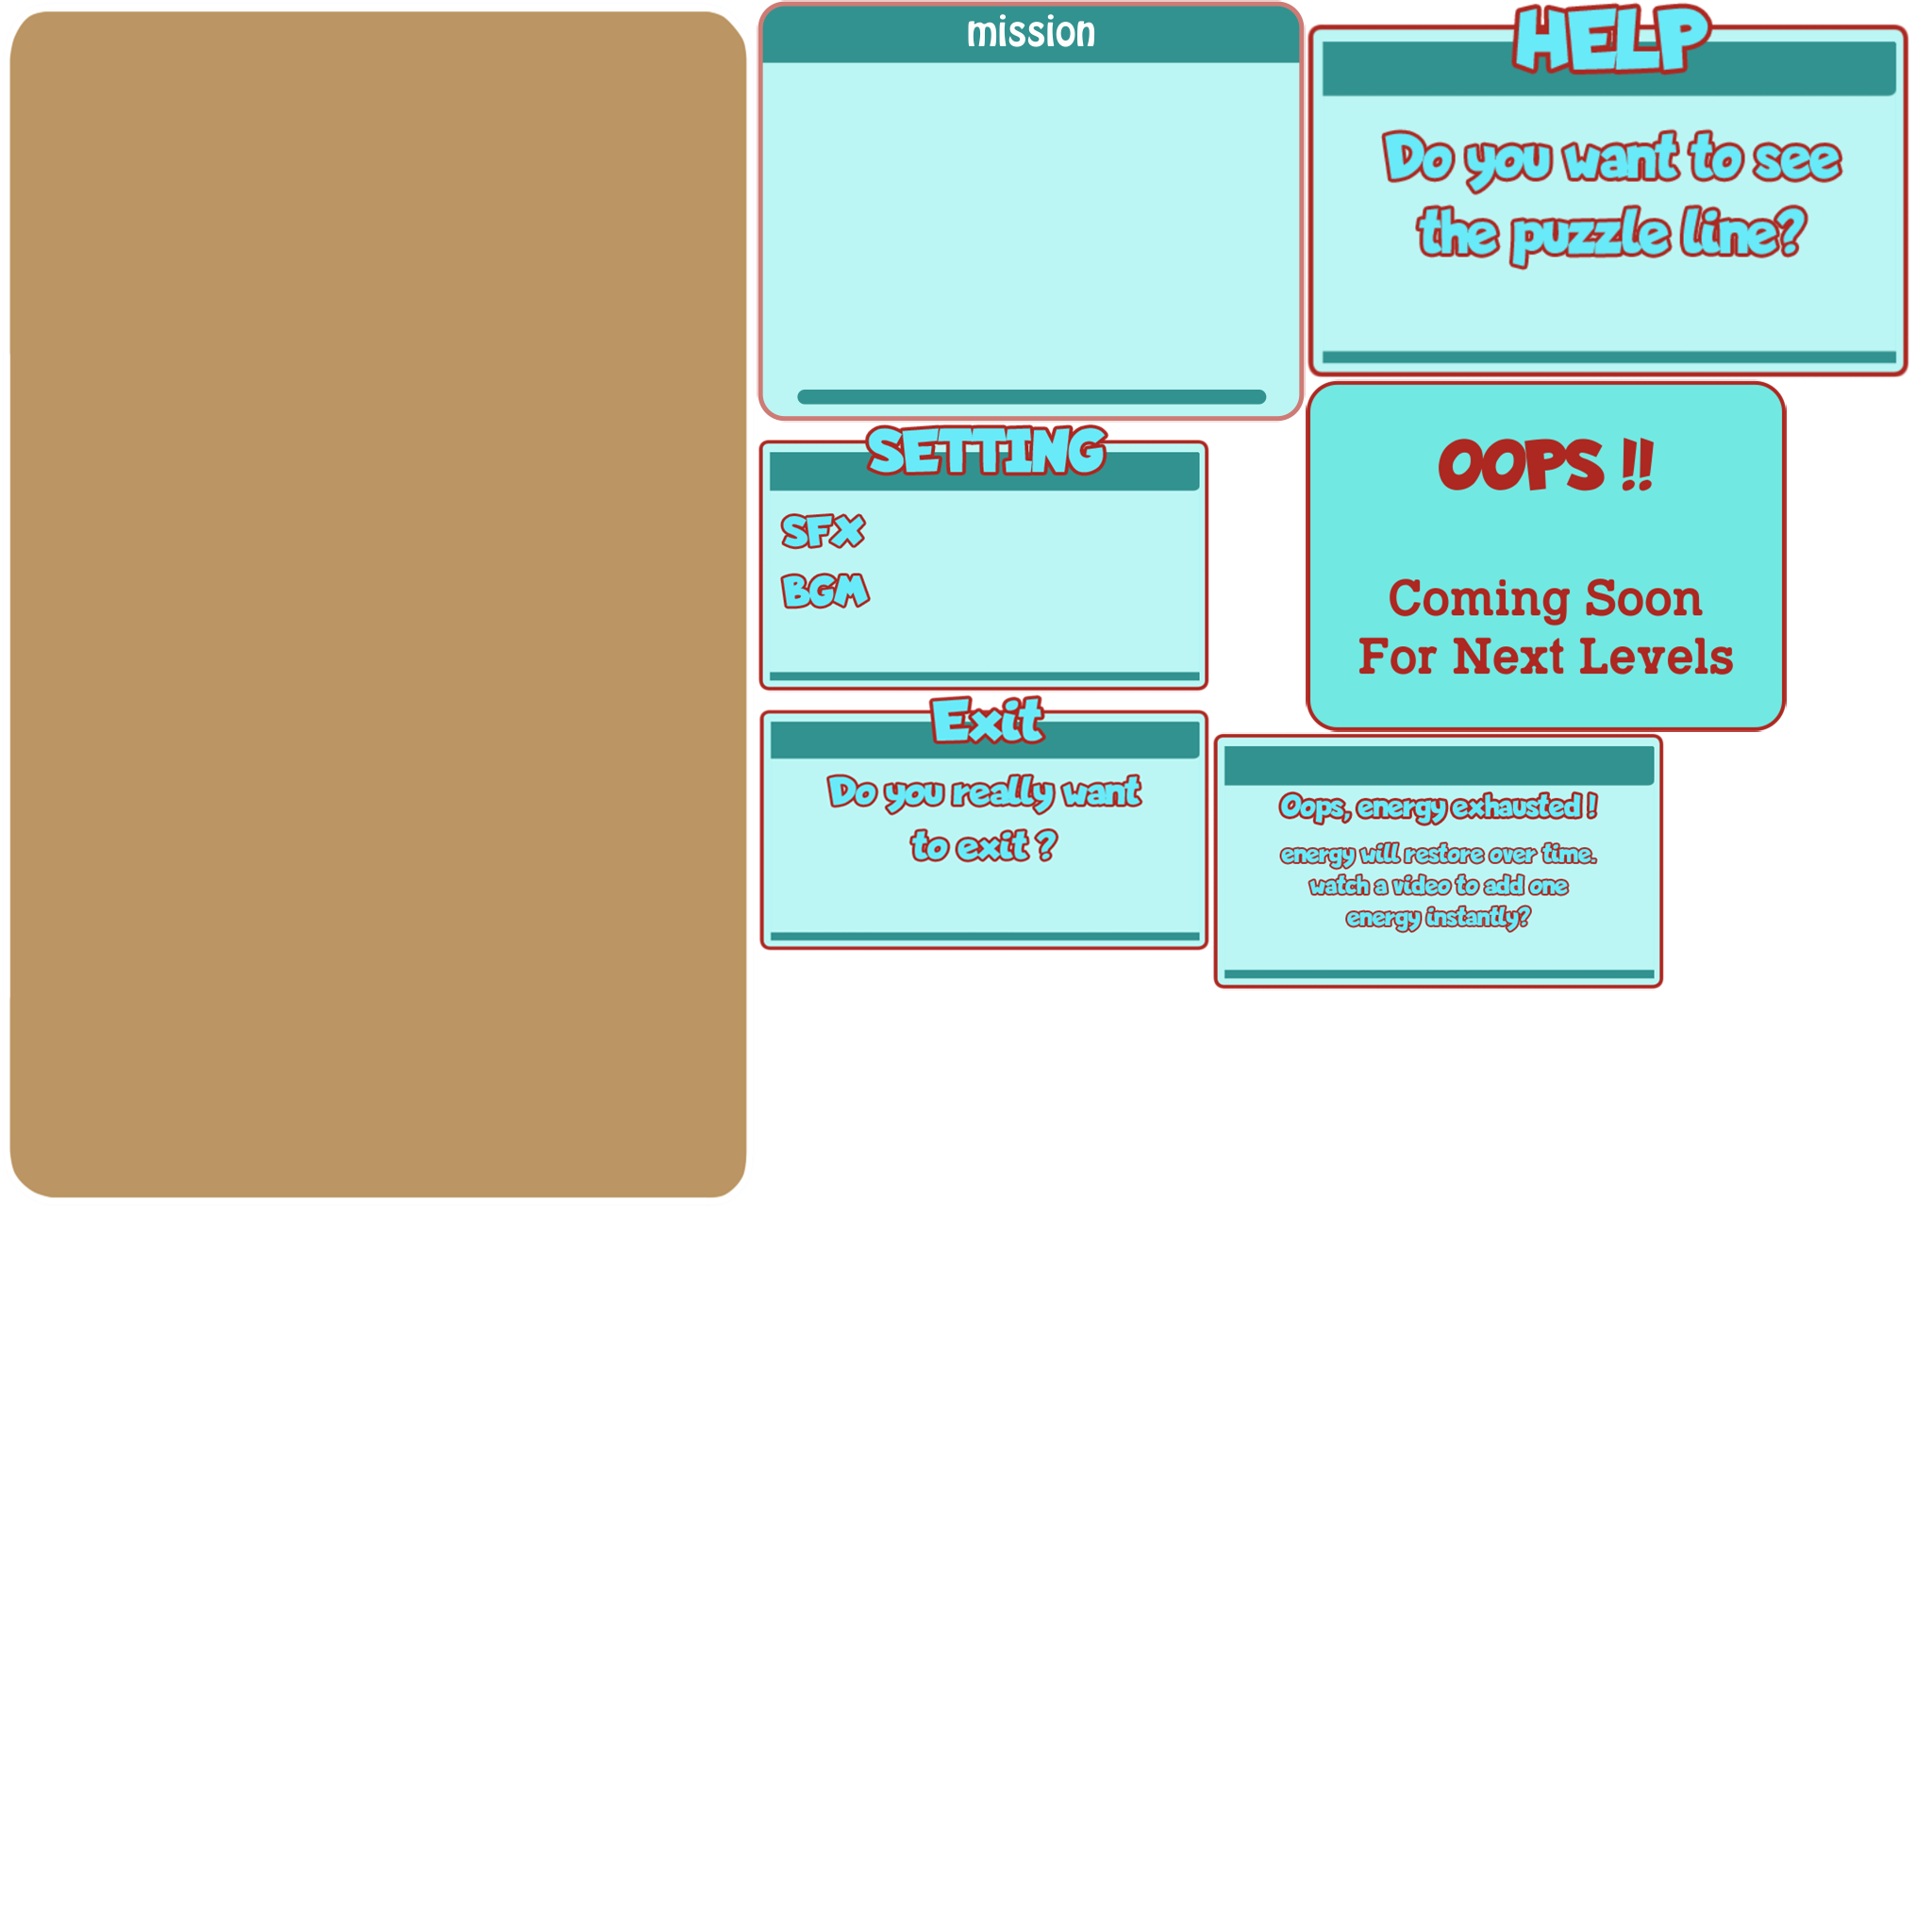 mission
HELP
Do you want to see
the puzzle line?
SETTING
SFX
BGM
OOPS !!
Coming Soon
For Next Levels
Exit
Do you really want
to exit ?
Oops, energy exhausted !
energy will restore over time.
watch a video to add one
energy instantly?